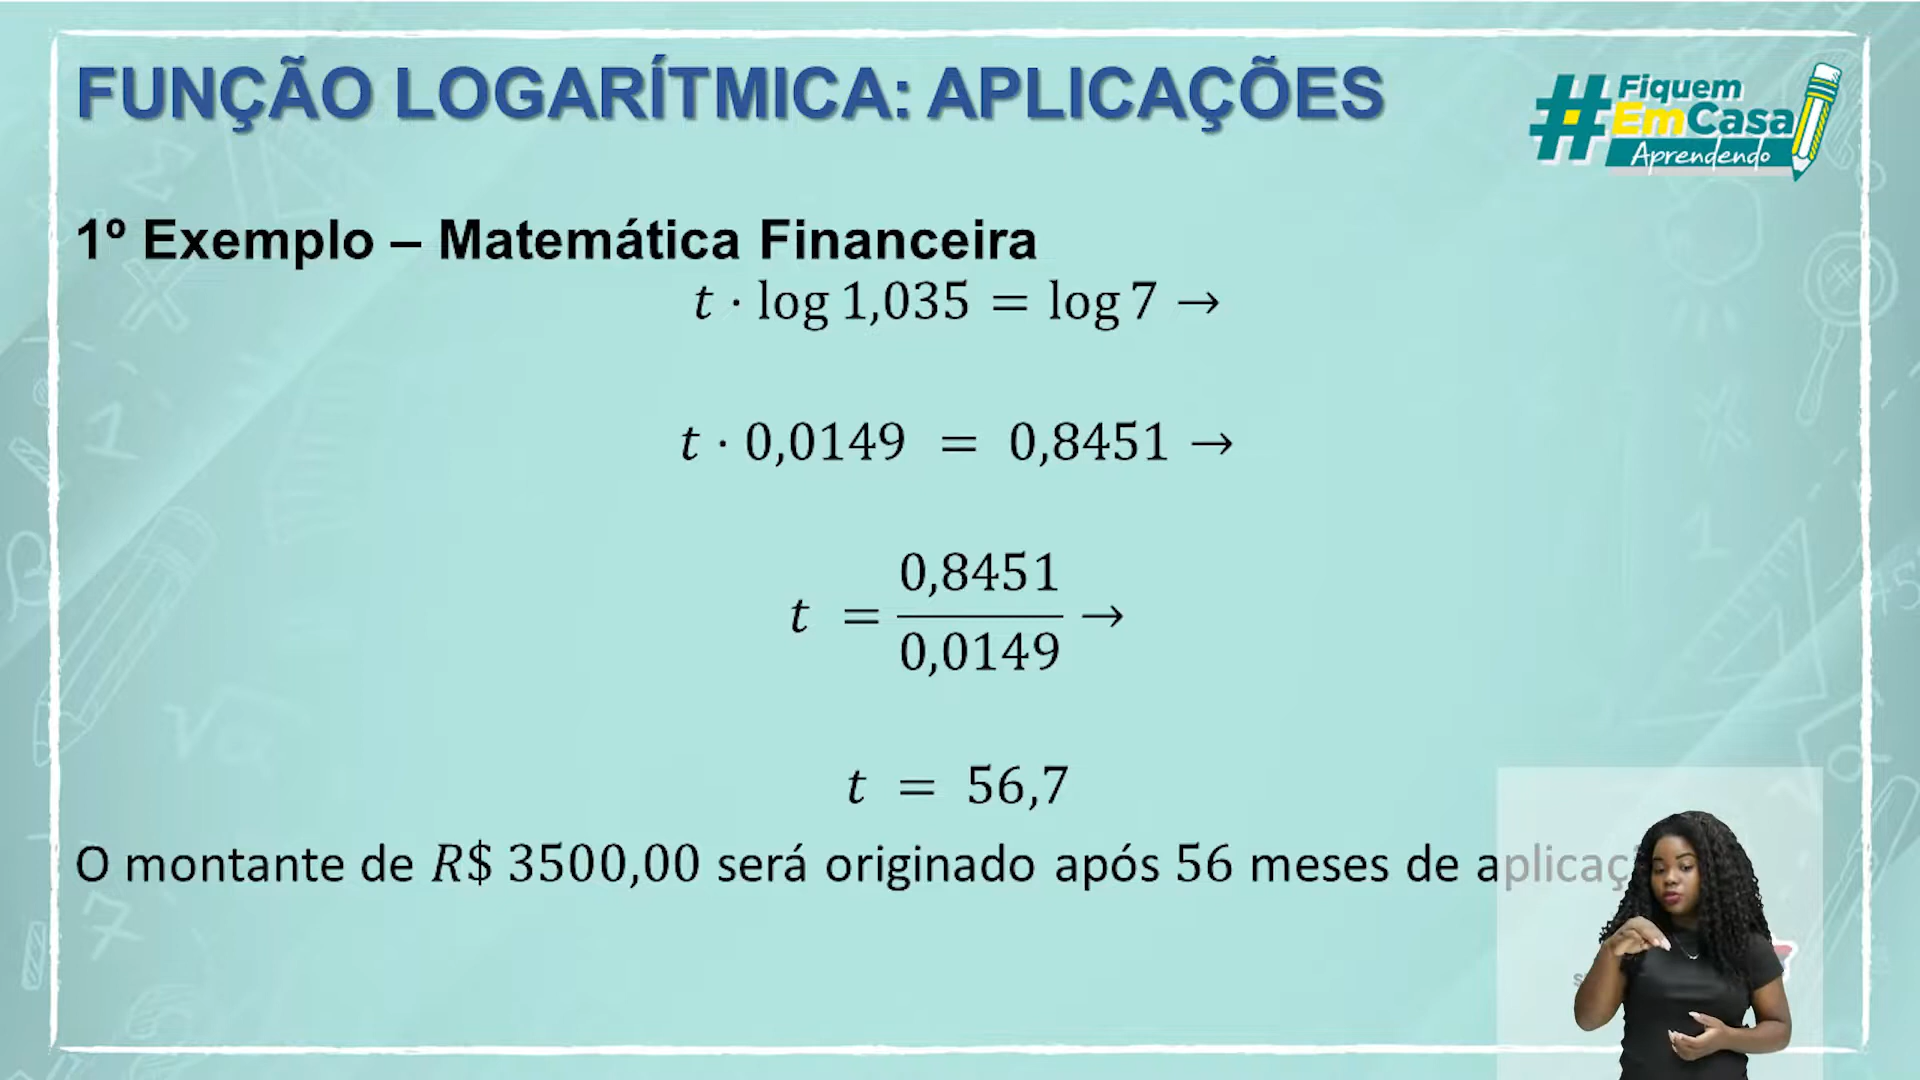 FUNÇÃO LOGARÍTMICA: APLICAÇÕES
#Fiquem
EmCasa
Aprendendo
1º Exemplo – Matemática Financeira
t · log 1,035 = log 7 →
t · 0,0149 = 0,8451 →
t = 0,8451 / 0,0149 →
t = 56,7
O montante de R$ 3500,00 será originado após 56 meses de